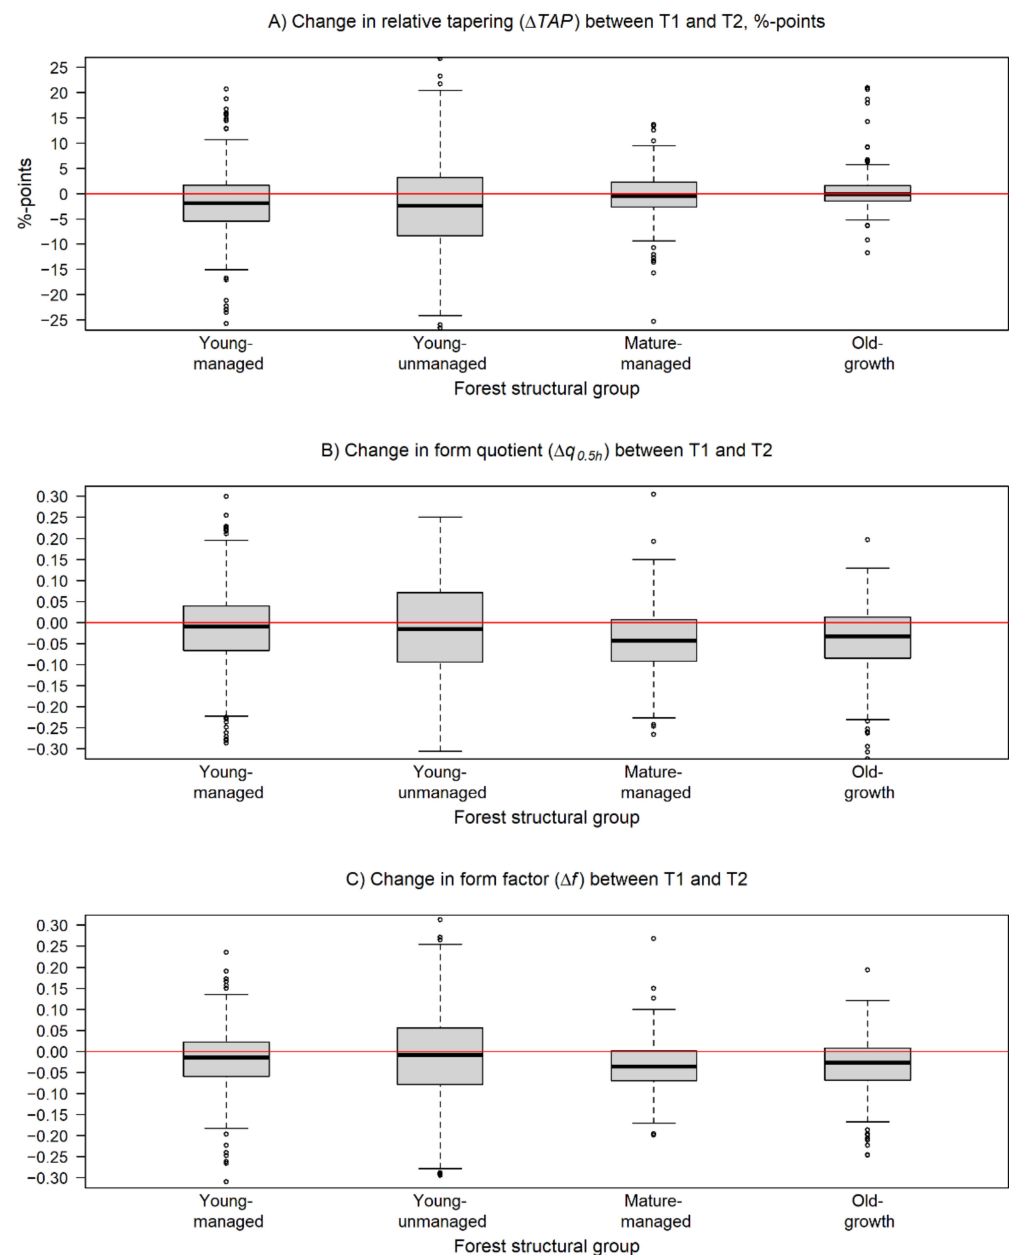 A) Change in relative tapering (ΔTAP) between T1 and T2, %-points
%-points
25
20
15
10
5
0
−5
−10
−15
−20
−25
Young-
managed
Young-
unmanaged
Mature-
managed
Old-
growth
Forest structural group
B) Change in form quotient (Δq0.5h) between T1 and T2
0.30
0.25
0.20
0.15
0.10
0.05
0.00
−0.05
−0.10
−0.15
−0.20
−0.25
−0.30
Young-
managed
Young-
unmanaged
Mature-
managed
Old-
growth
Forest structural group
C) Change in form factor (Δf) between T1 and T2
0.30
0.25
0.20
0.15
0.10
0.05
0.00
−0.05
−0.10
−0.15
−0.20
−0.25
−0.30
Young-
managed
Young-
unmanaged
Mature-
managed
Old-
growth
Forest structural group